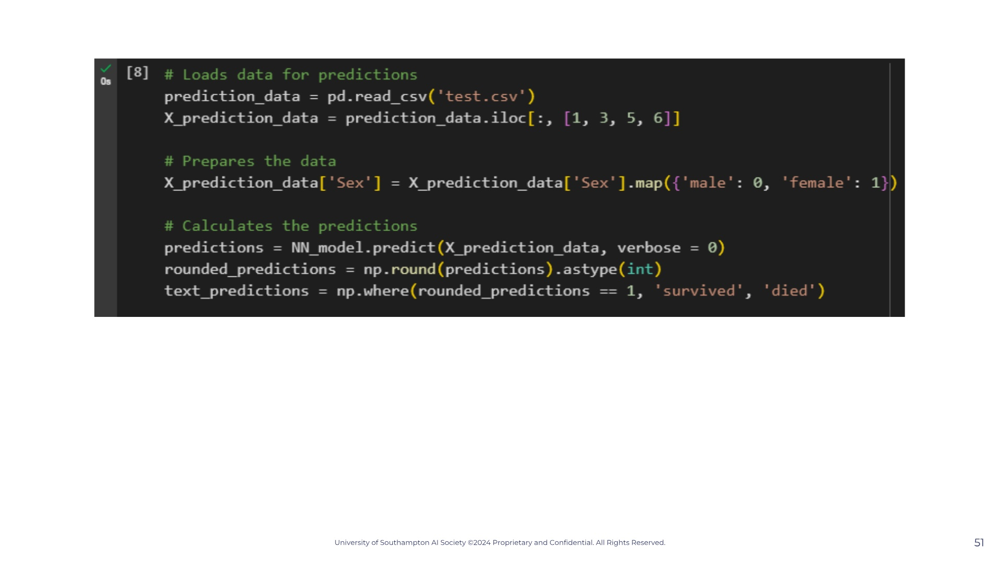 [8] # Loads data for predictions
0s
prediction_data = pd.read_csv('test.csv')
X_prediction_data = prediction_data.iloc[:, [1, 3, 5, 6]]
# Prepares the data
X_prediction_data['Sex'] = X_prediction_data['Sex'].map({'male': 0, 'female': 1})
# Calculates the predictions
predictions = NN_model.predict(X_prediction_data, verbose = 0)
rounded_predictions = np.round(predictions).astype(int)
text_predictions = np.where(rounded_predictions == 1, 'survived', 'died')
University of Southampton AI Society ©2024 Proprietary and Confidential. All Rights Reserved.
51